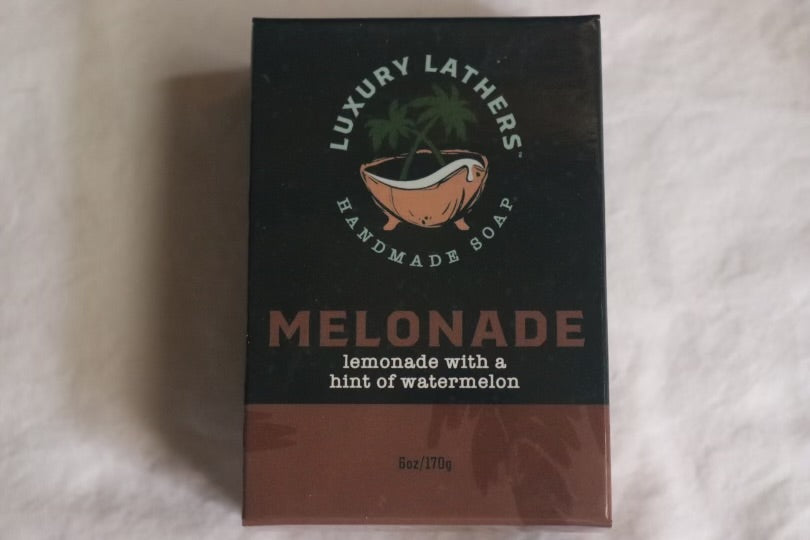 LUXURY LATHERS™
HANDMADE SOAP
MELONADE
lemonade with a
hint of watermelon
6oz/170g